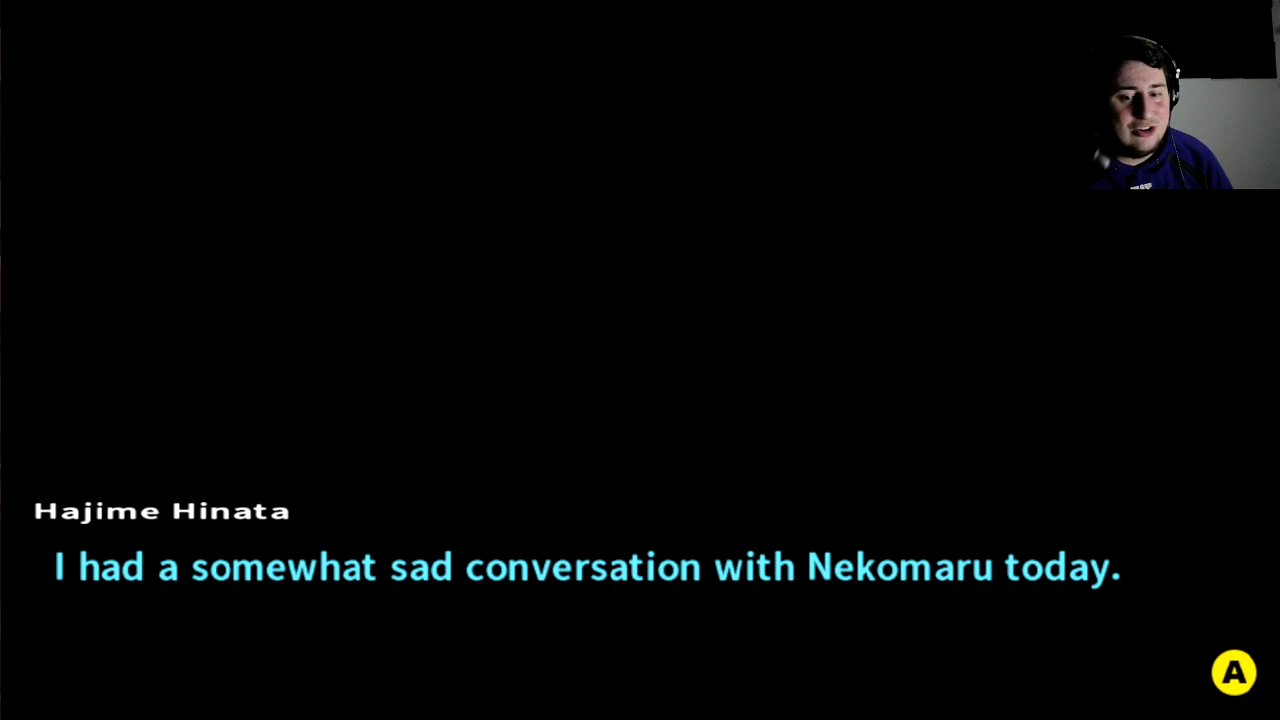 Hajime Hinata
I had a somewhat sad conversation with Nekomaru today.
A